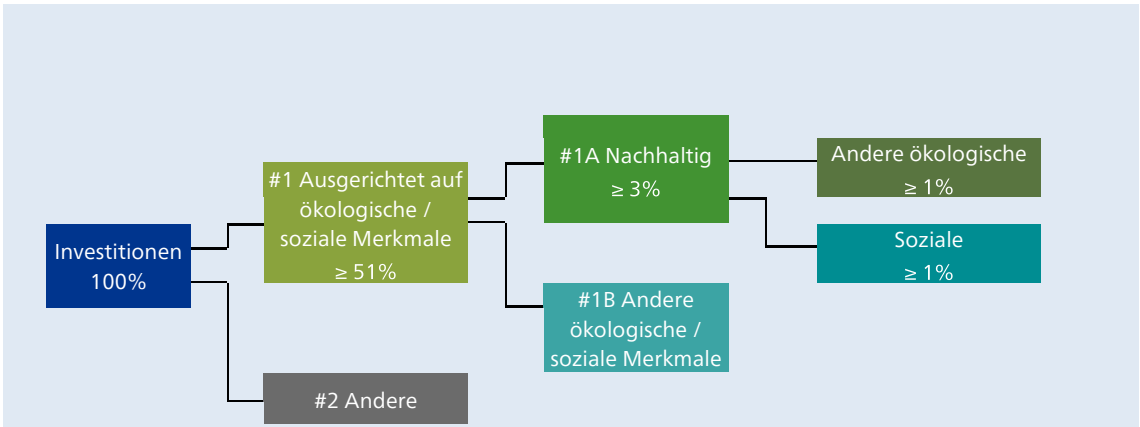 Investitionen
100%
#1 Ausgerichtet auf
ökologische /
soziale Merkmale
≥ 51%
#2 Andere
#1A Nachhaltig
≥ 3%
#1B Andere
ökologische /
soziale Merkmale
Andere ökologische
≥ 1%
Soziale
≥ 1%